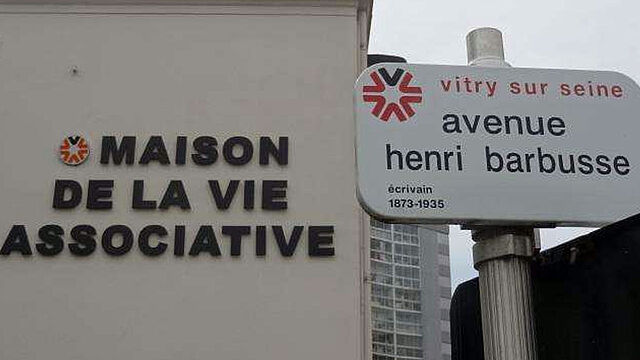 MAISON
DE LA VIE
ASSOCIATIVE
vitry sur seine
avenue
henri barbusse
écrivain
1873-1935